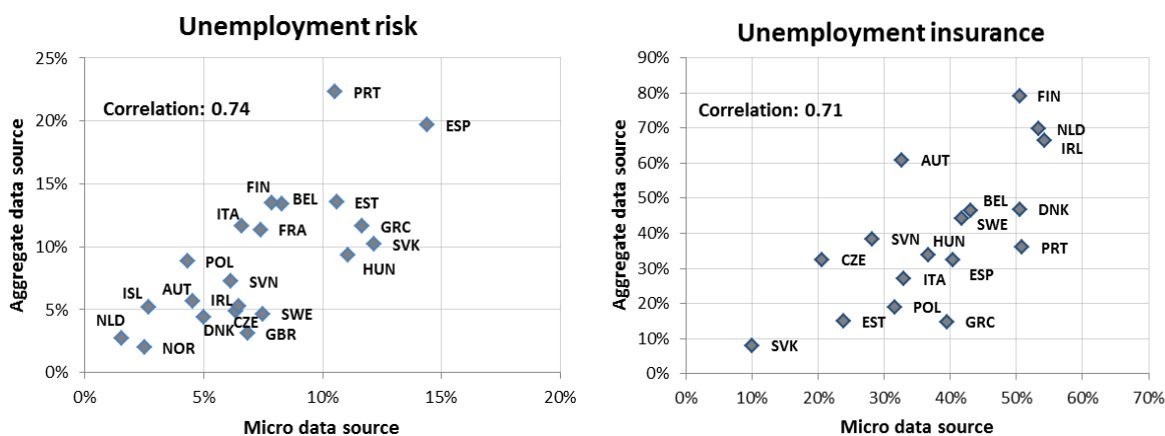 Unemployment risk
25%
20%
15%
10%
5%
0%
Aggregate data source
Correlation: 0.74
PRT
ESP
FIN
BEL
EST
ITA
FRA
GRC
SVK
HUN
POL
SVN
ISL
AUT
IRL
NLD
DNK
CZE
SWE
GBR
NOR
0% 5% 10% 15% 20%
Micro data source
Unemployment insurance
90%
80%
70%
60%
50%
40%
30%
20%
10%
0%
Aggregate data source
Correlation: 0.71
FIN
NLD
IRL
AUT
BEL
DNK
SWE
SVN
HUN
PRT
CZE
ESP
ITA
POL
EST
GRC
SVK
0% 10% 20% 30% 40% 50% 60% 70%
Micro data source